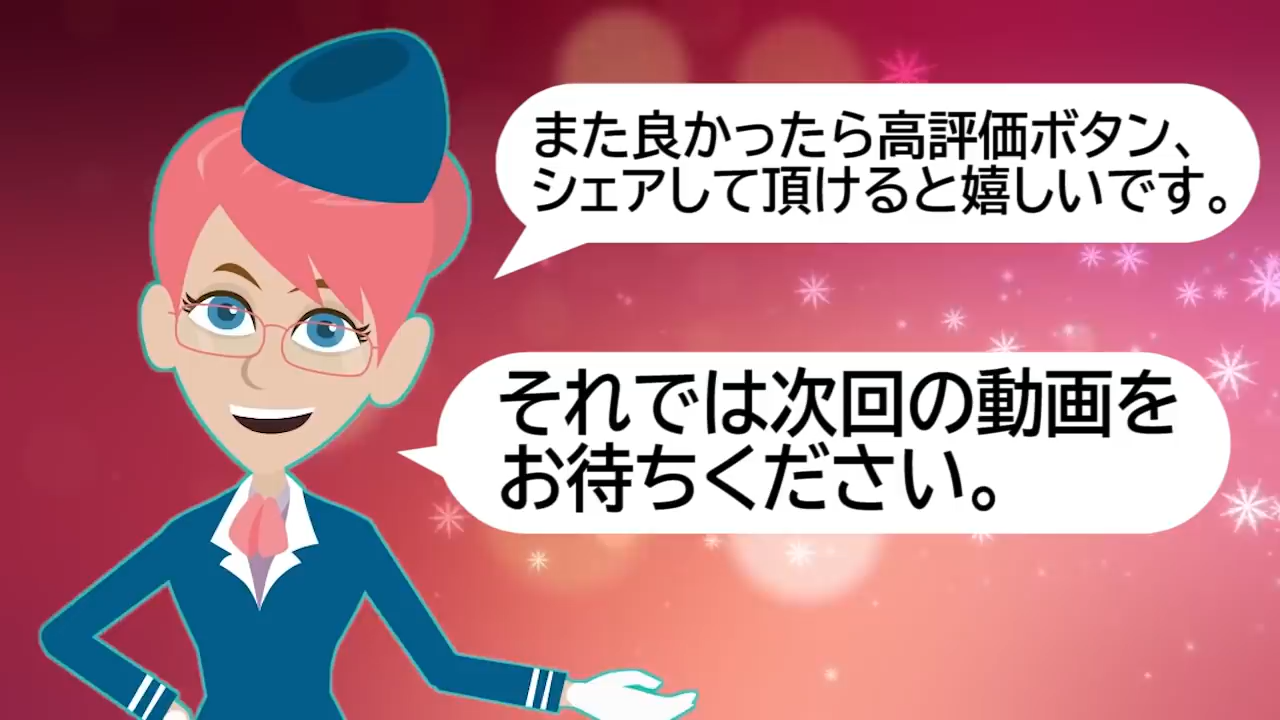 また良かったら高評価ボタン、
シェアして頂けると嬉しいです。
それでは次回の動画を
お待ちください。